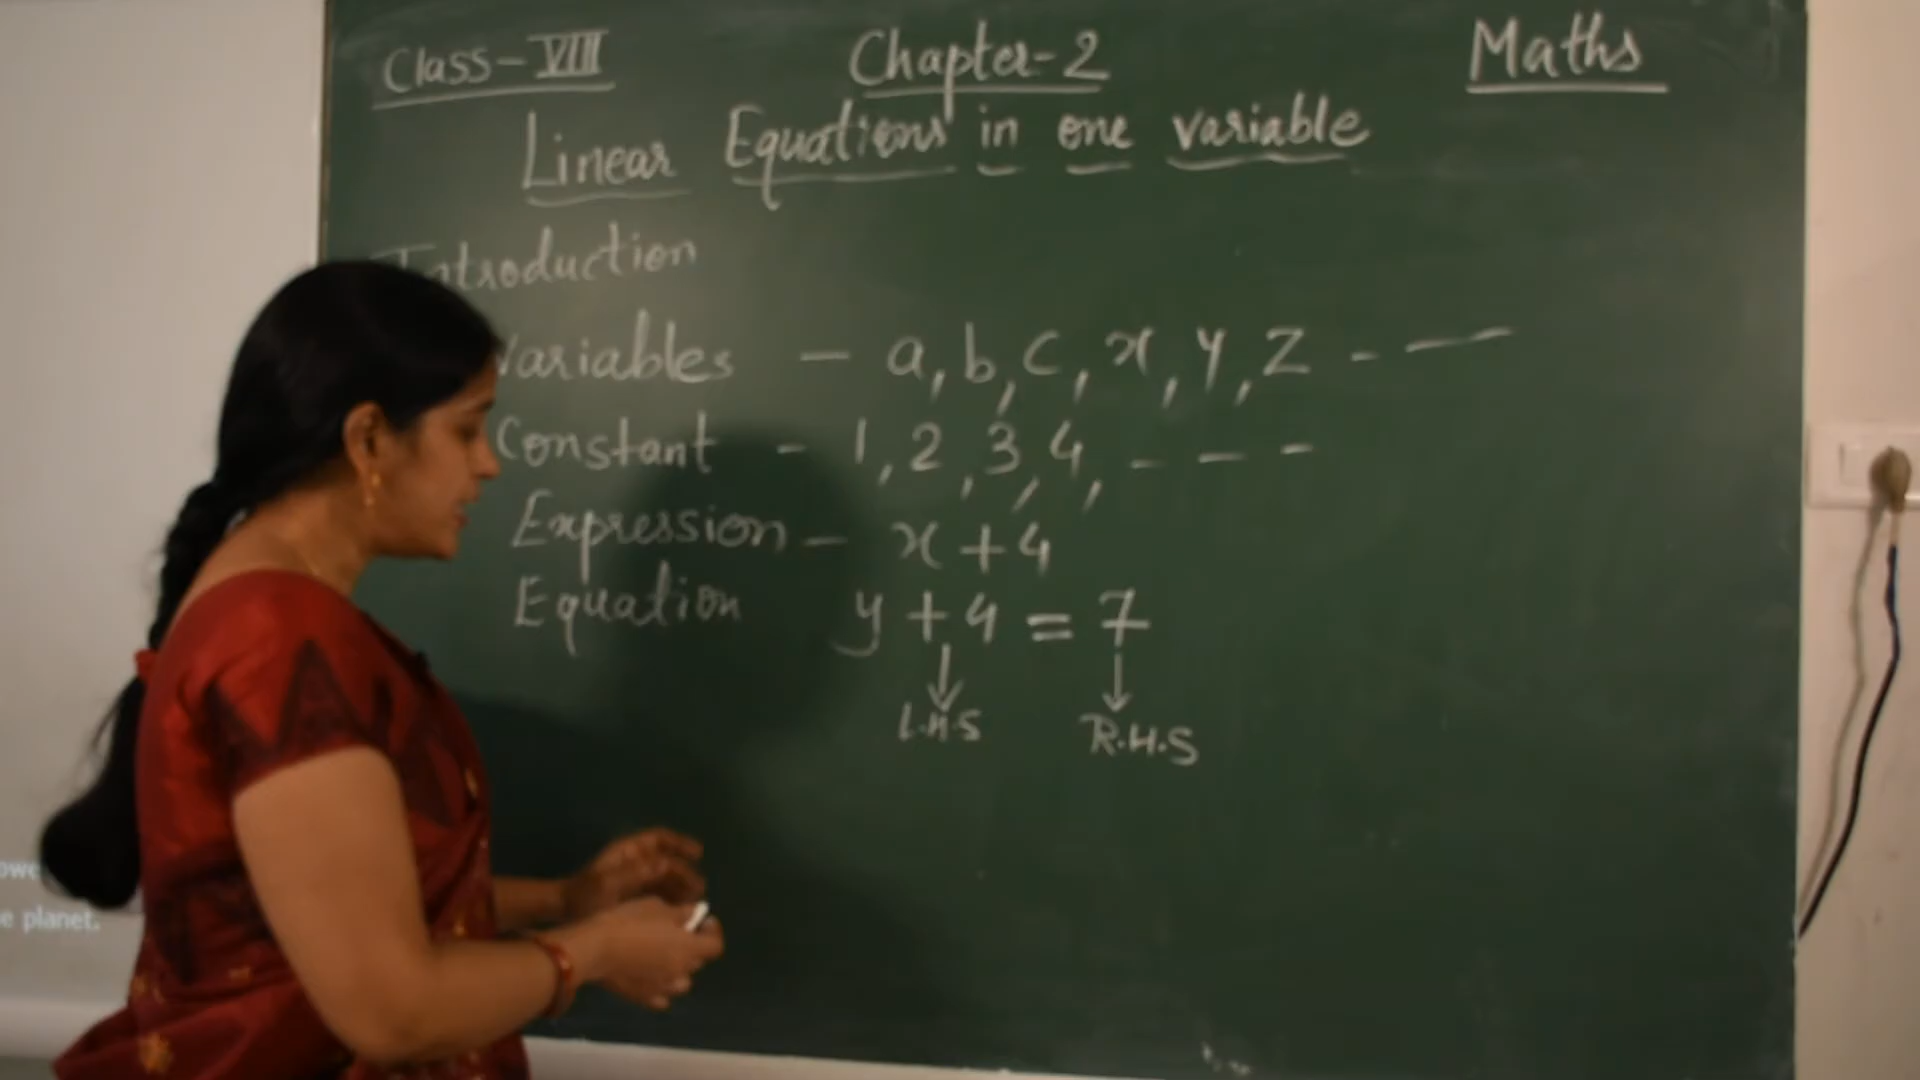 Class-VIII Chapter-2 Maths
Linear Equations in one variable
Introduction
Variables - a, b, c, x, y, z - -
Constant - 1, 2, 3, 4, - - -
Expression - x + 4
Equation y + 4 = 7
L.H.S R.H.S
e planet.